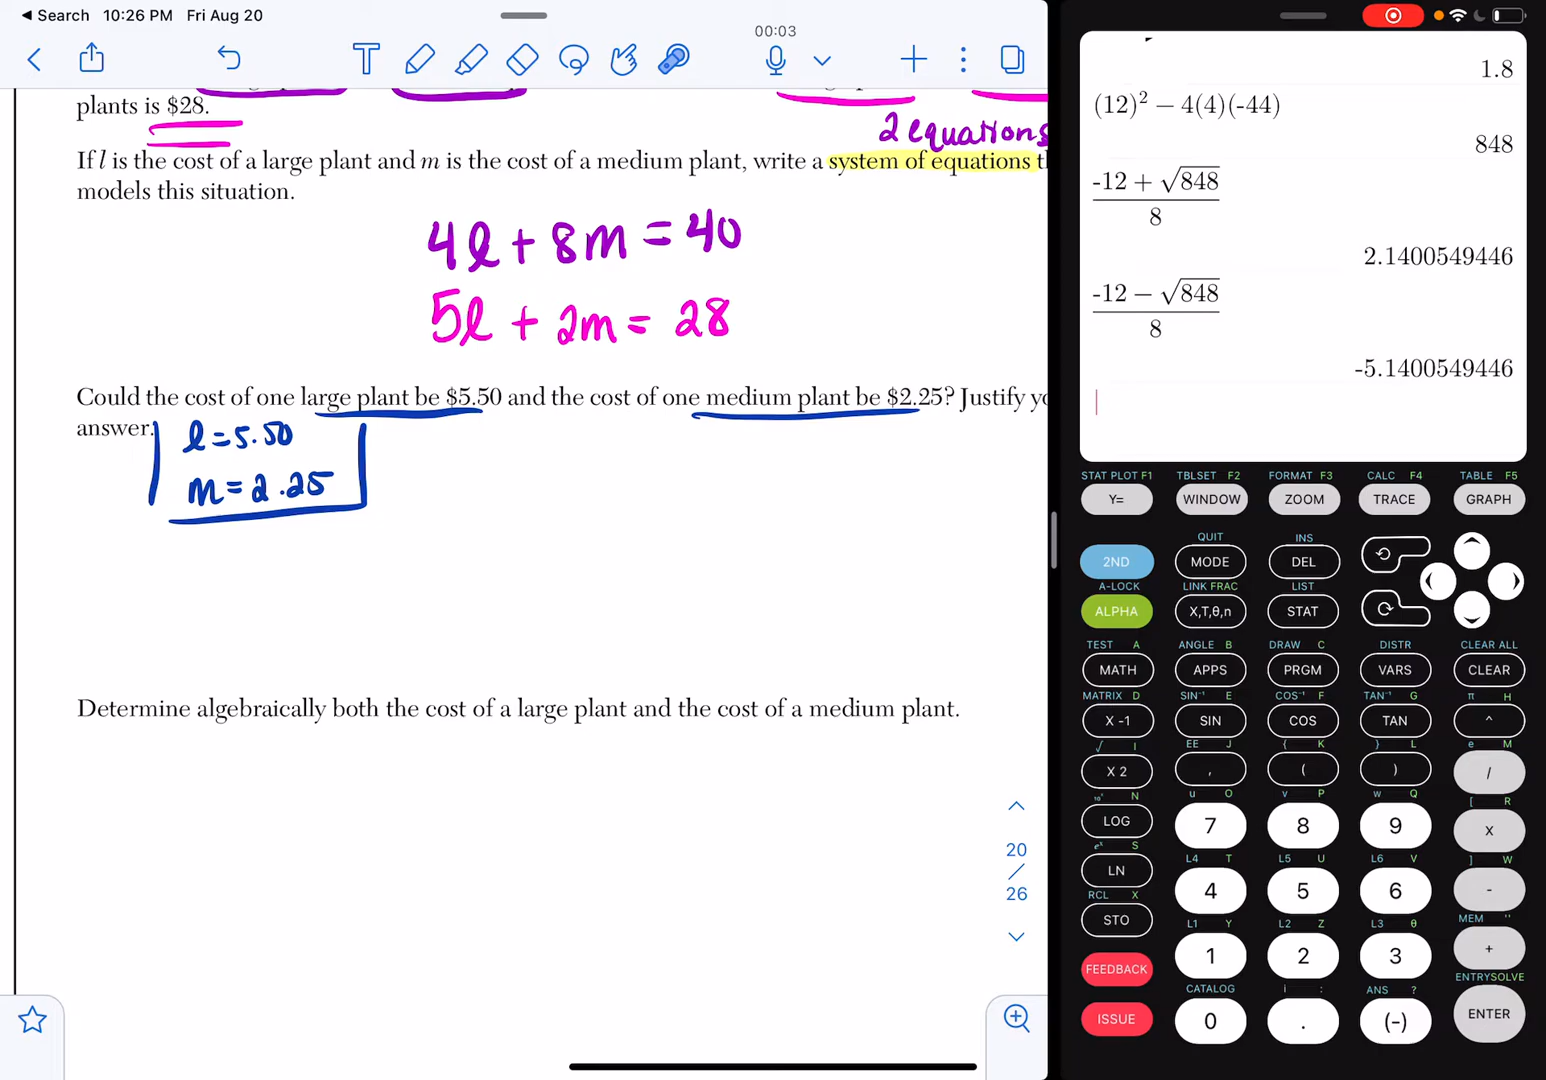 Search 10:26 PM Fri Aug 20
00:03
plants is $28.
2 equations
If l is the cost of a large plant and m is the cost of a medium plant, write a system of equations
models this situation.
4l + 8m = 40
5l + 2m = 28
Could the cost of one large plant be $5.50 and the cost of one medium plant be $2.25? Justify
answer.
l = 5.50
m = 2.25
Determine algebraically both the cost of a large plant and the cost of a medium plant.
20
/
26
1.8
(12)² − 4(4)(-44)
848
-12 + √848
8
2.1400549446
-12 − √848
8
-5.1400549446
STAT PLOT F1 TBLSET F2 FORMAT F3 CALC F4 TABLE F5
Y= WINDOW ZOOM TRACE GRAPH
QUIT INS
2ND MODE DEL
A-LOCK LINK FRAC LIST
ALPHA X,T,θ,n STAT
TEST A ANGLE B DRAW C DISTR CLEAR ALL
MATH APPS PRGM VARS CLEAR
MATRIX D SIN⁻¹ E COS⁻¹ F TAN⁻¹ G π H
X -1 SIN COS TAN ^
√ I EE J { K } L e M
X 2 , ( ) /
10ˣ N u O v P w Q [ R
LOG 7 8 9 X
eˣ S L4 T L5 U L6 V ] W
LN 4 5 6 -
RCL X L1 Y L2 Z L3 θ MEM "
STO 1 2 3 +
FEEDBACK CATALOG i : ANS ? ENTRY SOLVE
ISSUE 0 . (-) ENTER